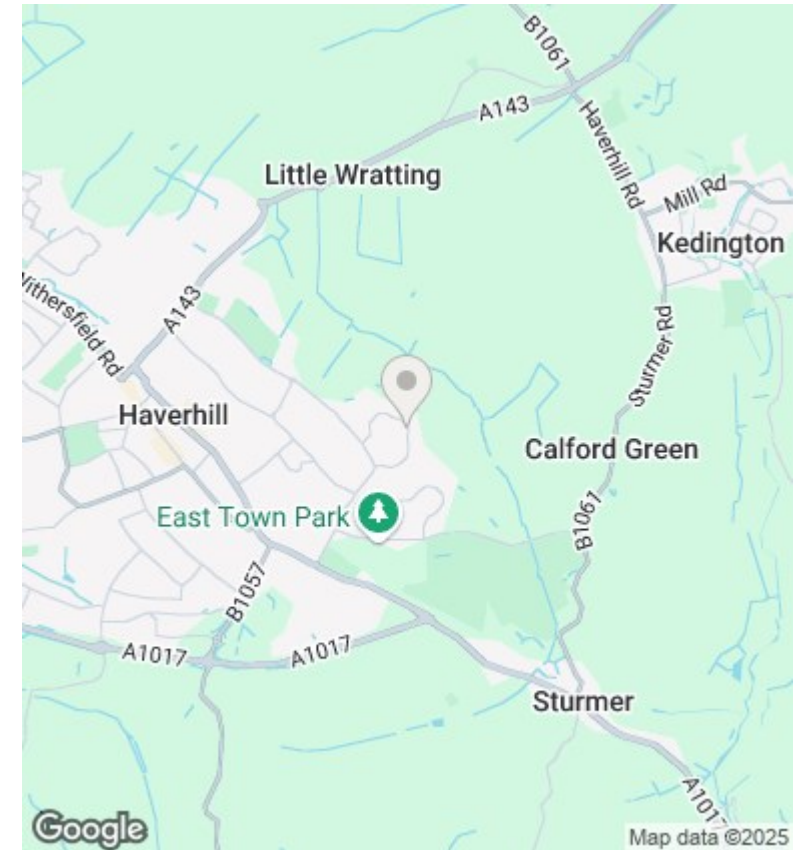 B1061
A143
Haverhill Rd
Little Wratting
Mill Rd
Kedington
A143
Withersfield Rd
Sturmer Rd
Haverhill
Calford Green
East Town Park
B1061
B1057
A1017
A1017
Sturmer
A1017
Google
Map data ©2025